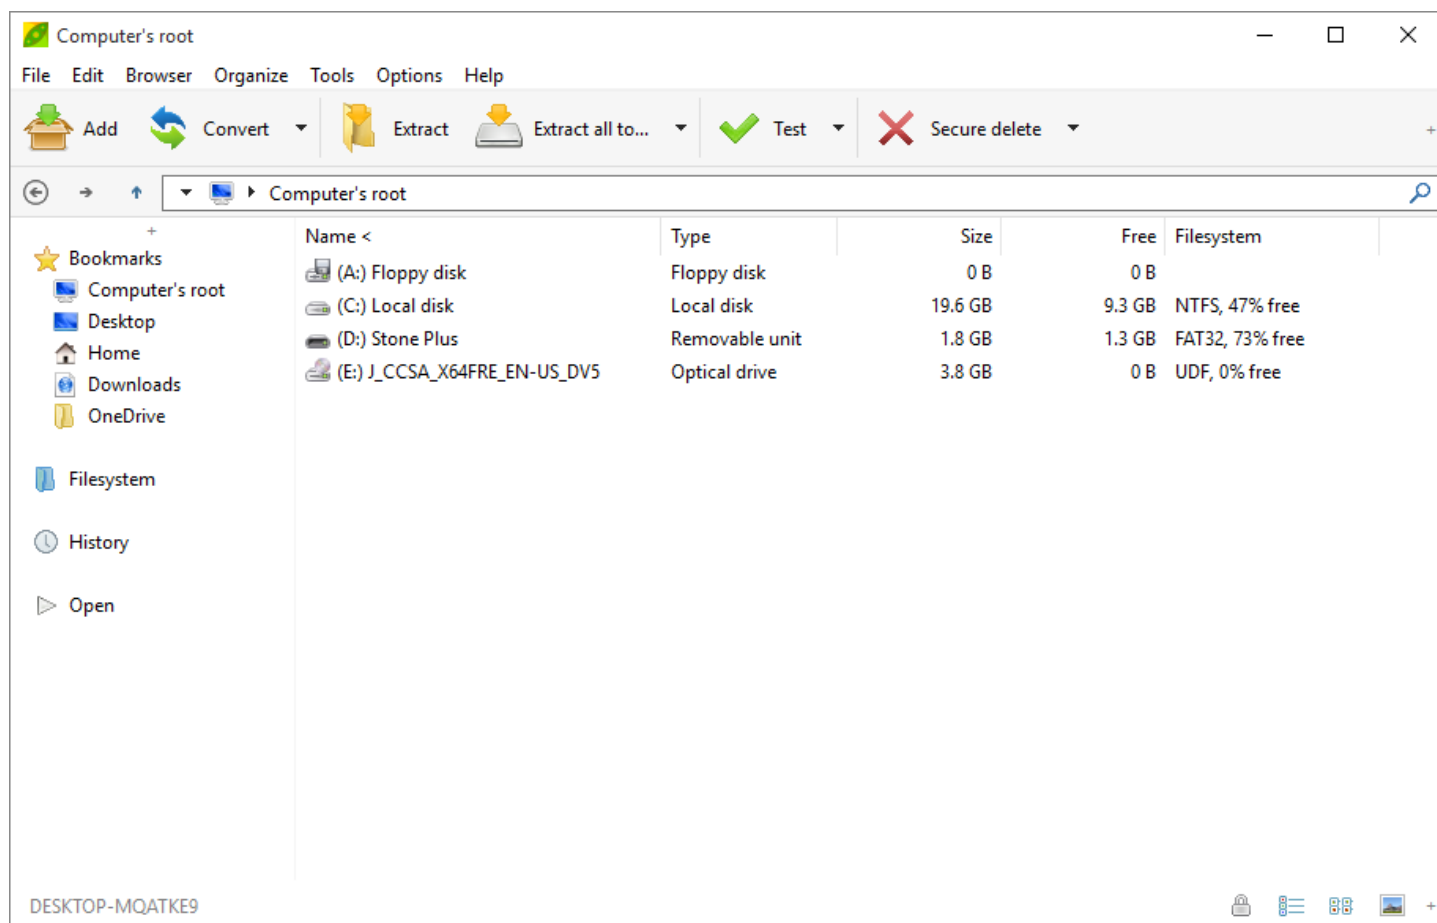 Computer's root
File Edit Browser Organize Tools Options Help
Add Convert Extract Extract all to... Test Secure delete +
Computer's root
+
Bookmarks
Computer's root
Desktop
Home
Downloads
OneDrive
Filesystem
History
Open
Name < Type Size Free Filesystem
(A:) Floppy disk Floppy disk 0 B 0 B
(C:) Local disk Local disk 19.6 GB 9.3 GB NTFS, 47% free
(D:) Stone Plus Removable unit 1.8 GB 1.3 GB FAT32, 73% free
(E:) J_CCSA_X64FRE_EN-US_DV5 Optical drive 3.8 GB 0 B UDF, 0% free
DESKTOP-MQATKE9 +